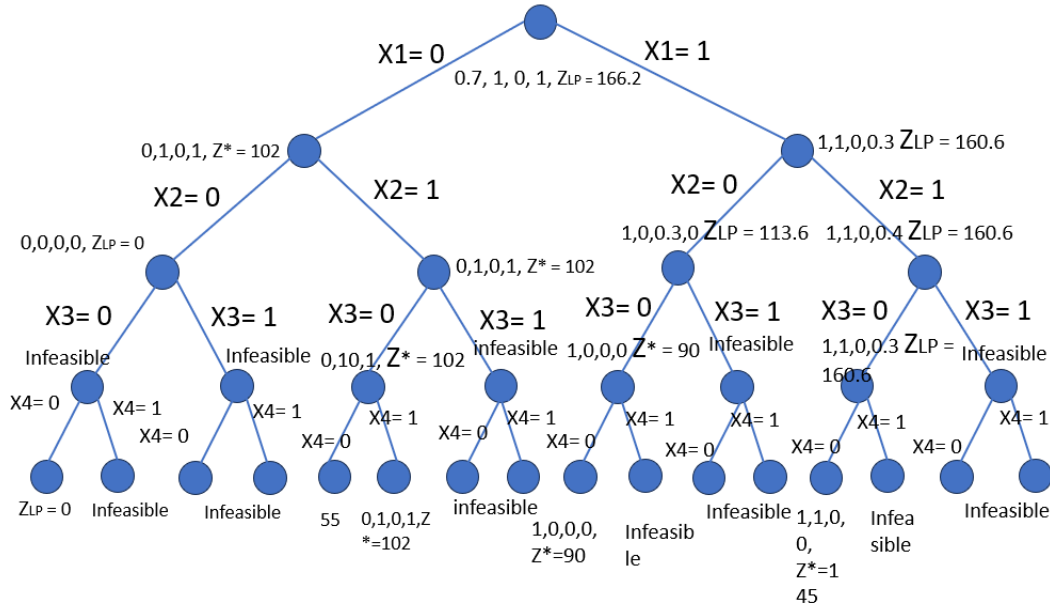 X1= 0
X1= 1
0.7, 1, 0, 1, ZLP = 166.2
0,1,0,1, Z* = 102
1,1,0,0.3 ZLP = 160.6
X2= 0
X2= 1
X2= 0
X2= 1
0,0,0,0, ZLP = 0
0,1,0,1, Z* = 102
1,0,0.3,0 ZLP = 113.6
1,1,0,0.4 ZLP = 160.6
X3= 0
X3= 1
X3= 0
X3= 1
X3= 0
X3= 1
X3= 0
X3= 1
Infeasible
Infeasible
0,10,1, Z* = 102
infeasible
1,0,0,0 Z* = 90
Infeasible
1,1,0,0.3 ZLP =
160.6
Infeasible
X4= 0
X4= 1
X4= 0
X4= 1
X4= 0
X4= 1
X4= 0
X4= 1
X4= 0
X4= 1
X4= 0
X4= 1
X4= 0
X4= 1
X4= 0
X4= 1
ZLP = 0
Infeasible
Infeasible
55
0,1,0,1,Z
*=102
infeasible
1,0,0,0,
Z*=90
Infeasib
le
Infeasible
1,1,0,
0,
Z*=1
45
Infea
sible
Infeasible